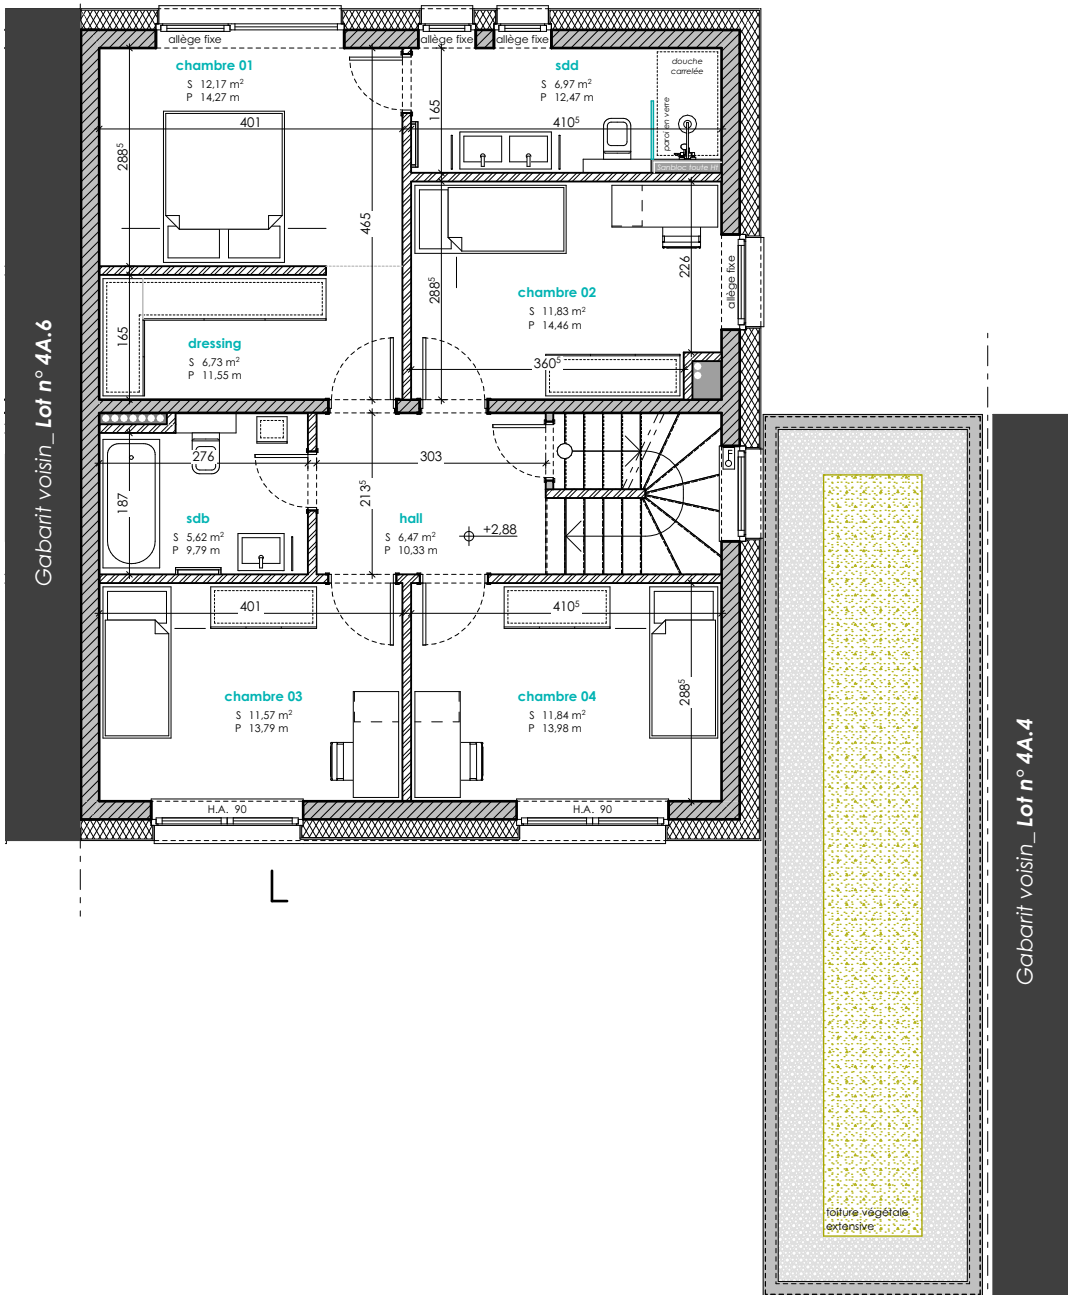 allège fixe
allège fixe
allège fixe
chambre 01
S 12,17 m²
P 14,27 m
sdd
S 6,97 m²
P 12,47 m
douche
carrelée
paroi en verre
401
410⁵
165
288⁵
465
chambre 02
S 11,83 m²
P 14,46 m
288⁵
226
allège fixe
360⁵
dressing
S 6,73 m²
P 11,55 m
165
Gabarit voisin_ Lot n° 4A.6
276
187
sdb
S 5,62 m²
P 9,79 m
303
213⁵
hall
S 6,47 m²
P 10,33 m
+2,88
401
410⁵
chambre 03
S 11,57 m²
P 13,79 m
chambre 04
S 11,84 m²
P 13,98 m
288⁵
H.A. 90
H.A. 90
L
Gabarit voisin_ Lot n° 4A.4
toiture végétale
extensive